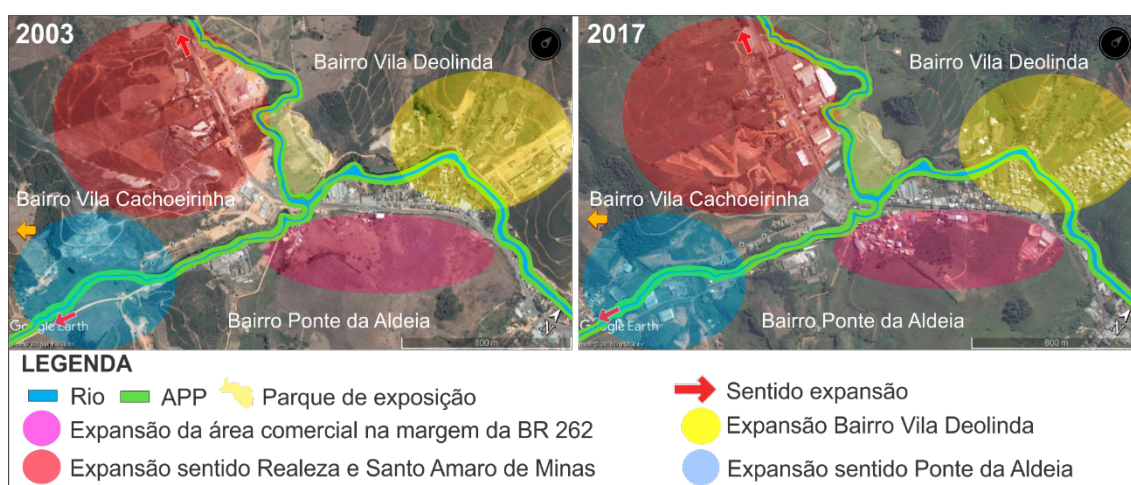 2003
Bairro Vila Deolinda
Bairro Vila Cachoeirinha
Bairro Ponte da Aldeia
Google Earth
800 m
N
2017
Bairro Vila Deolinda
Bairro Vila Cachoeirinha
Bairro Ponte da Aldeia
Google Earth
800 m
N
LEGENDA
Rio APP Parque de exposição
Expansão da área comercial na margem da BR 262
Expansão sentido Realeza e Santo Amaro de Minas
Sentido expansão
Expansão Bairro Vila Deolinda
Expansão sentido Ponte da Aldeia